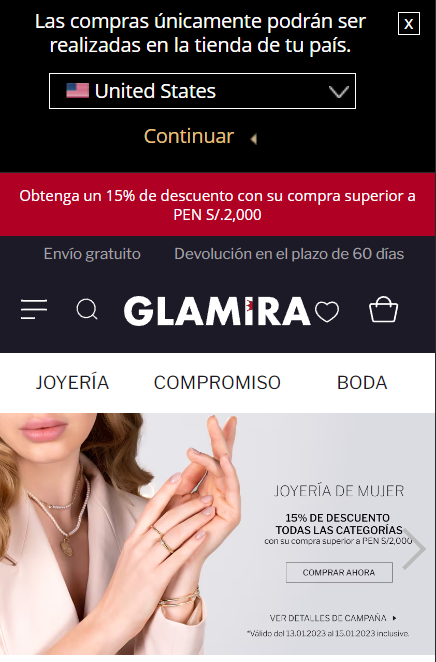 Las compras únicamente podrán ser
realizadas en la tienda de tu país.
X
United States
Continuar
Obtenga un 15% de descuento con su compra superior a
PEN S/.2,000
Envío gratuito
Devolución en el plazo de 60 días
GLAMIRA
JOYERÍA
COMPROMISO
BODA
JOYERÍA DE MUJER
15% DE DESCUENTO
TODAS LAS CATEGORÍAS
con su compra superior a PEN S/2,000
COMPRAR AHORA
VER DETALLES DE CAMPAÑA
*Válido del 13.01.2023 al 15.01.2023 inclusive.